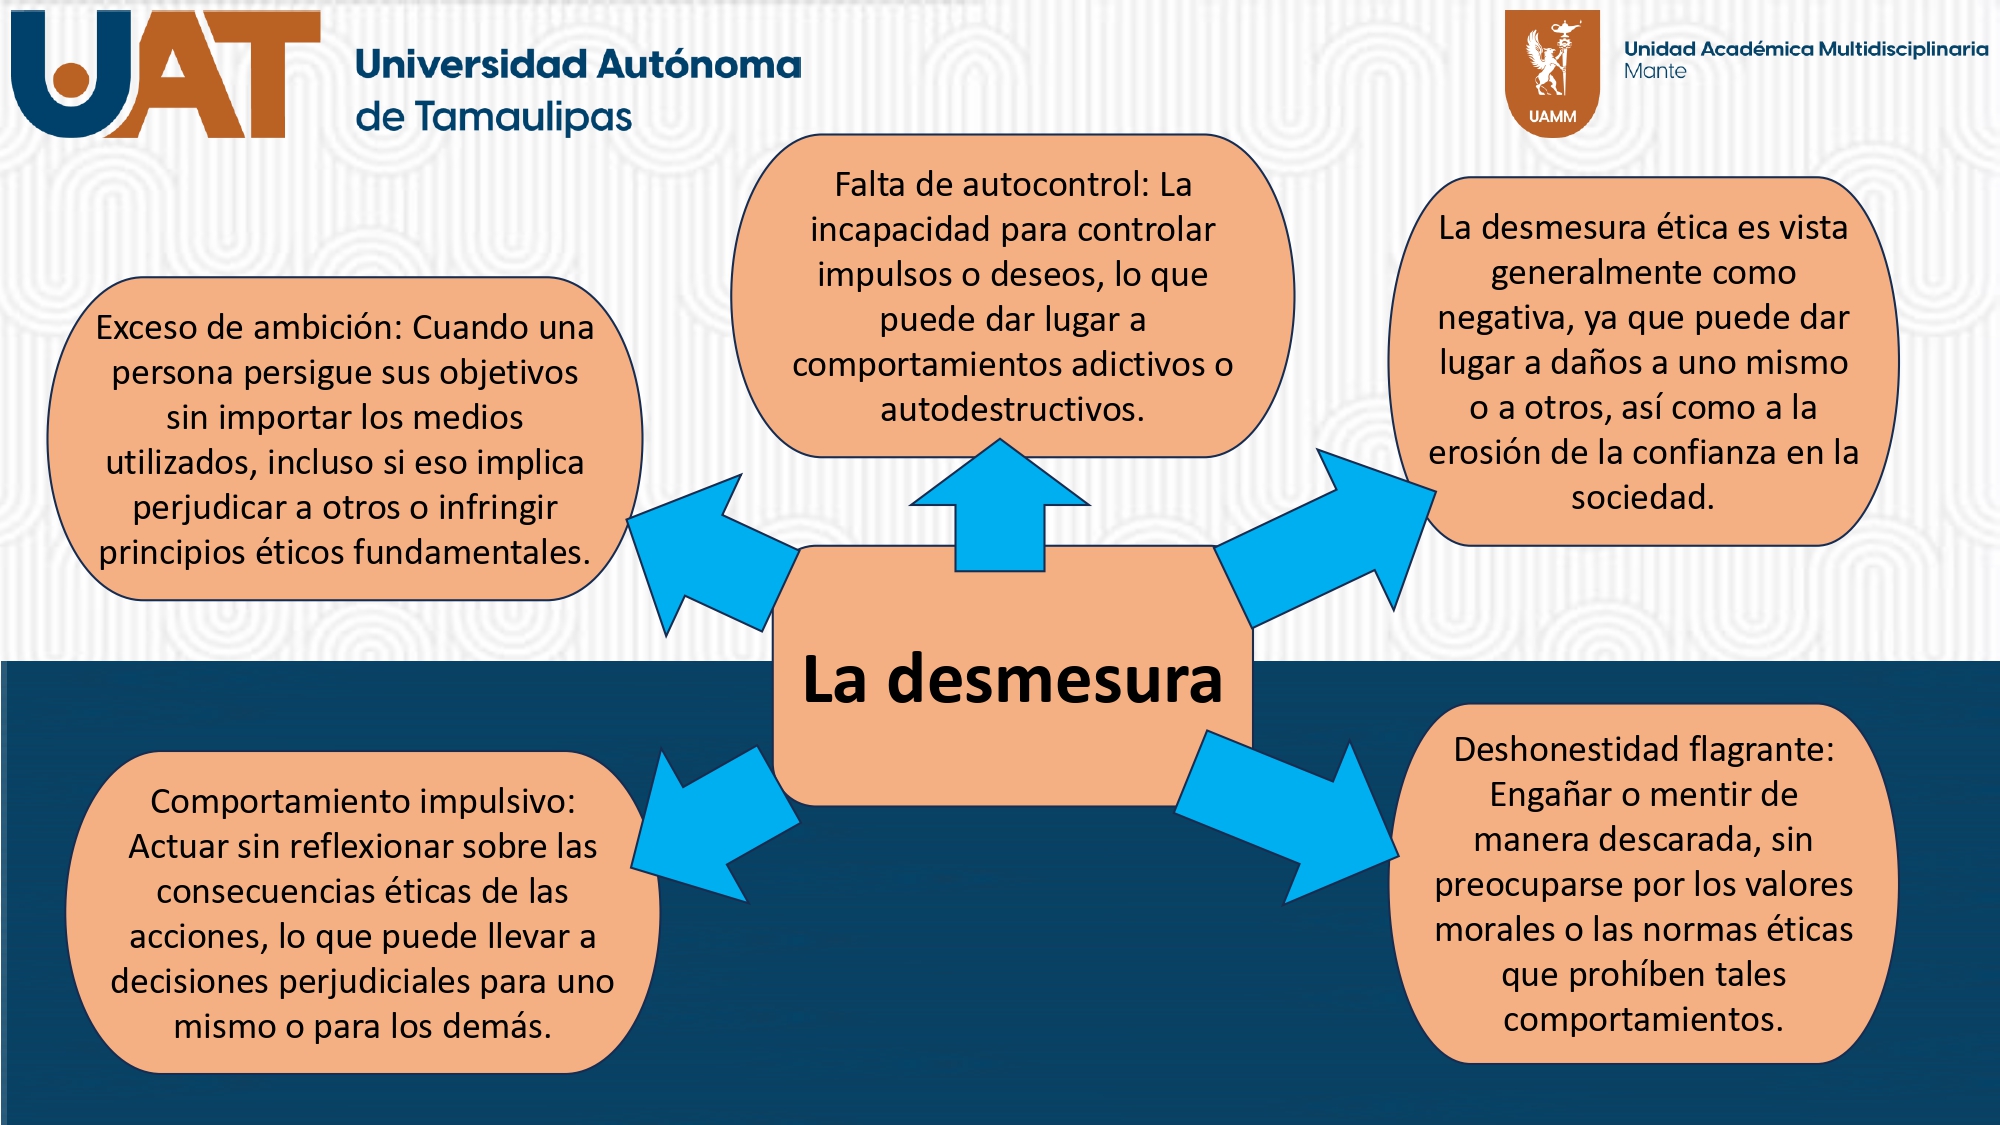 UAT
Universidad Autónoma
de Tamaulipas
UAMM
Unidad Académica Multidisciplinaria
Mante
Falta de autocontrol: La
incapacidad para controlar
impulsos o deseos, lo que
puede dar lugar a
comportamientos adictivos o
autodestructivos.
La desmesura ética es vista
generalmente como
negativa, ya que puede dar
lugar a daños a uno mismo
o a otros, así como a la
erosión de la confianza en la
sociedad.
Exceso de ambición: Cuando una
persona persigue sus objetivos
sin importar los medios
utilizados, incluso si eso implica
perjudicar a otros o infringir
principios éticos fundamentales.
La desmesura
Comportamiento impulsivo:
Actuar sin reflexionar sobre las
consecuencias éticas de las
acciones, lo que puede llevar a
decisiones perjudiciales para uno
mismo o para los demás.
Deshonestidad flagrante:
Engañar o mentir de
manera descarada, sin
preocuparse por los valores
morales o las normas éticas
que prohíben tales
comportamientos.